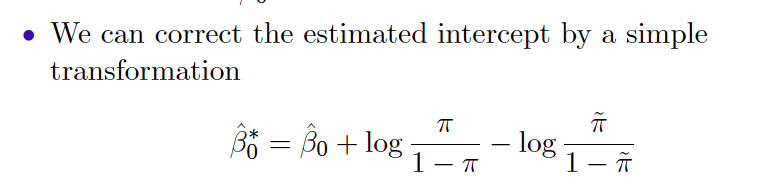 • We can correct the estimated intercept by a simple
transformation
β̂₀* = β̂₀ + log π/(1 − π) − log π̃/(1 − π̃)